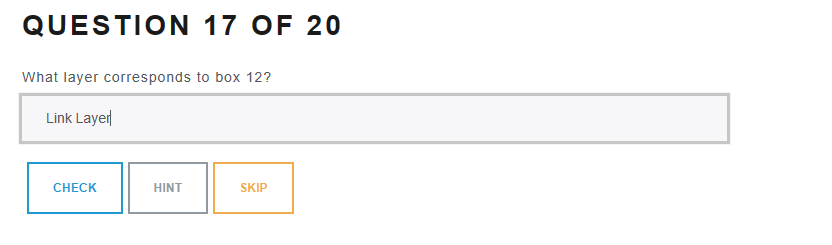 QUESTION 17 OF 20
What layer corresponds to box 12?
Link Layer
CHECK HINT SKIP